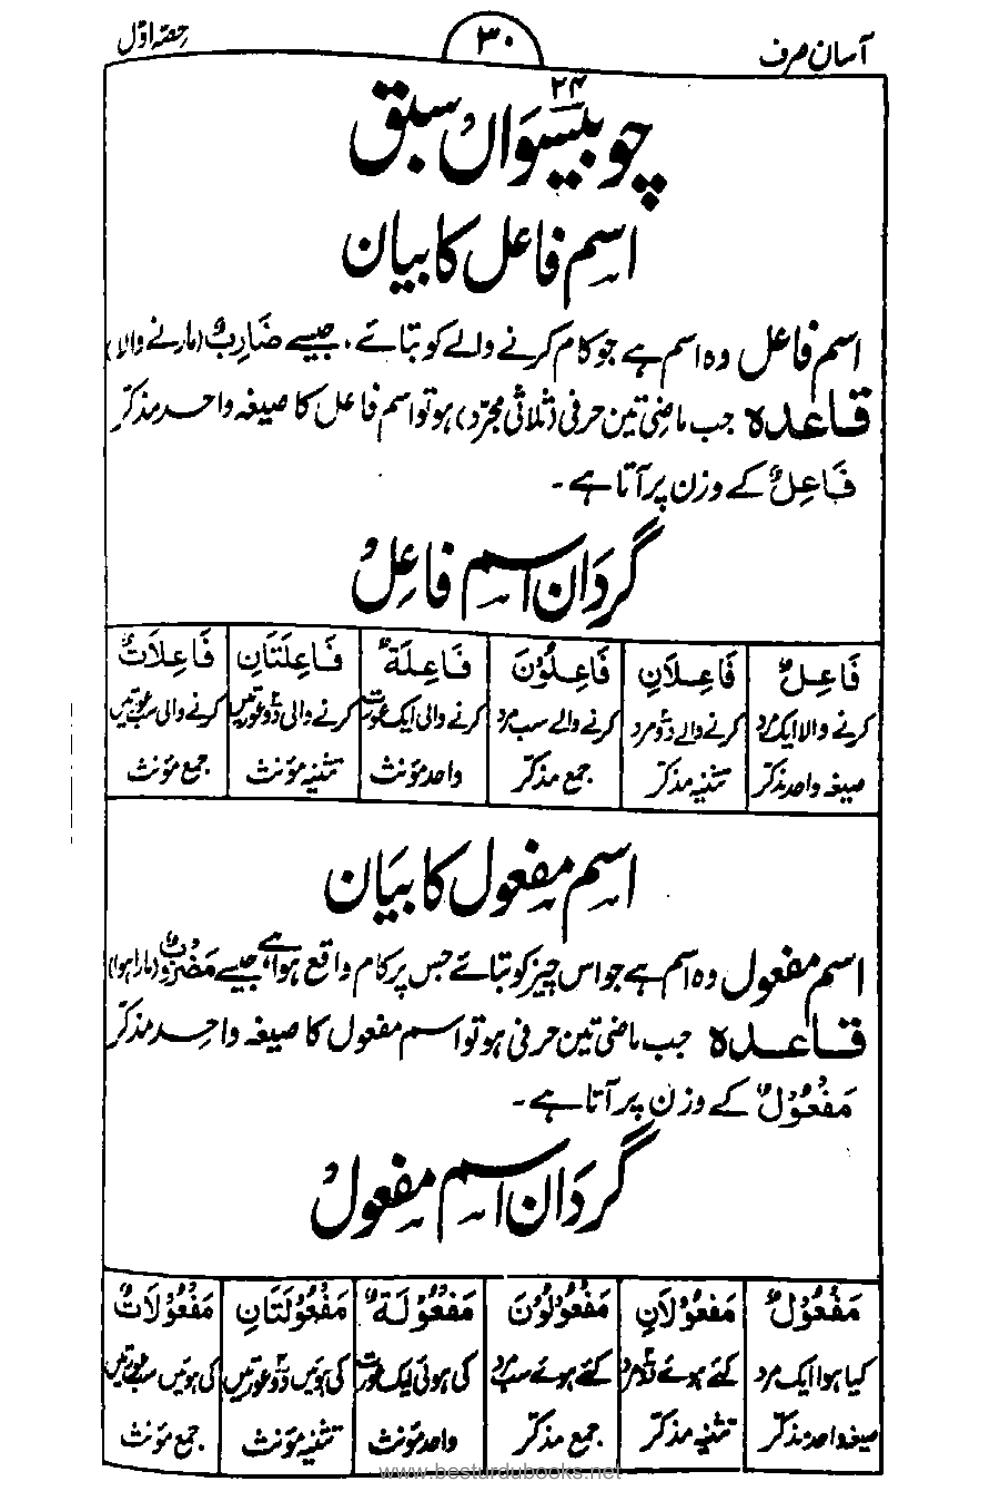 آسان صرف
۳۰
حصّہ اوّل
۲۴
چوبیسواں سبق
اسمِ فاعل کا بیان
اسم فاعل وہ اسم ہے جو کام کرنے والے کو بتائے، جیسے ضَارِبٌ (مارنے والا)
قاعدہ جب ماضی تین حرفی (ثلاثی مجرّد) ہو تو اسم فاعل کا صیغہ واحد مذکر
فَاعِلٌ کے وزن پر آتا ہے۔
گردان اسمِ فاعِل
فَاعِلٌ فَاعِلَانِ فَاعِلُوْنَ فَاعِلَةٌ فَاعِلَتَانِ فَاعِلَاتٌ
کرنے والا ایک مرد کرنے والے دو مرد کرنے والے سب مرد کرنے والی ایک عورت کرنے والی دو عورتیں کرنے والی سب عورتیں
صیغہ واحد مذکر تثنیہ مذکر جمع مذکر واحد مؤنث تثنیہ مؤنث جمع مؤنث
اسمِ مفعول کا بیَان
اسم مفعول وہ اسم ہے جو اس چیز کو بتائے جس پر کام واقع ہوا ہے، جیسے مَضْرُوْبٌ (مارا ہوا)
قاعدہ جب ماضی تین حرفی ہو تو اسم مفعول کا صیغہ واحد مذکر
مَفْعُوْلٌ کے وزن پر آتا ہے۔
گردان اسمِ مفعول
مَفْعُوْلٌ مَفْعُوْلَانِ مَفْعُوْلُوْنَ مَفْعُوْلَةٌ مَفْعُوْلَتَانِ مَفْعُوْلَاتٌ
کیا ہوا ایک مرد کئے ہوئے دو مرد کئے ہوئے سب مرد کی ہوئی ایک عورت کی ہوئیں دو عورتیں کی ہوئیں سب عورتیں
صیغہ واحد مذکر تثنیہ مذکر جمع مذکر واحد مؤنث تثنیہ مؤنث جمع مؤنث
www.besturdubooks.net